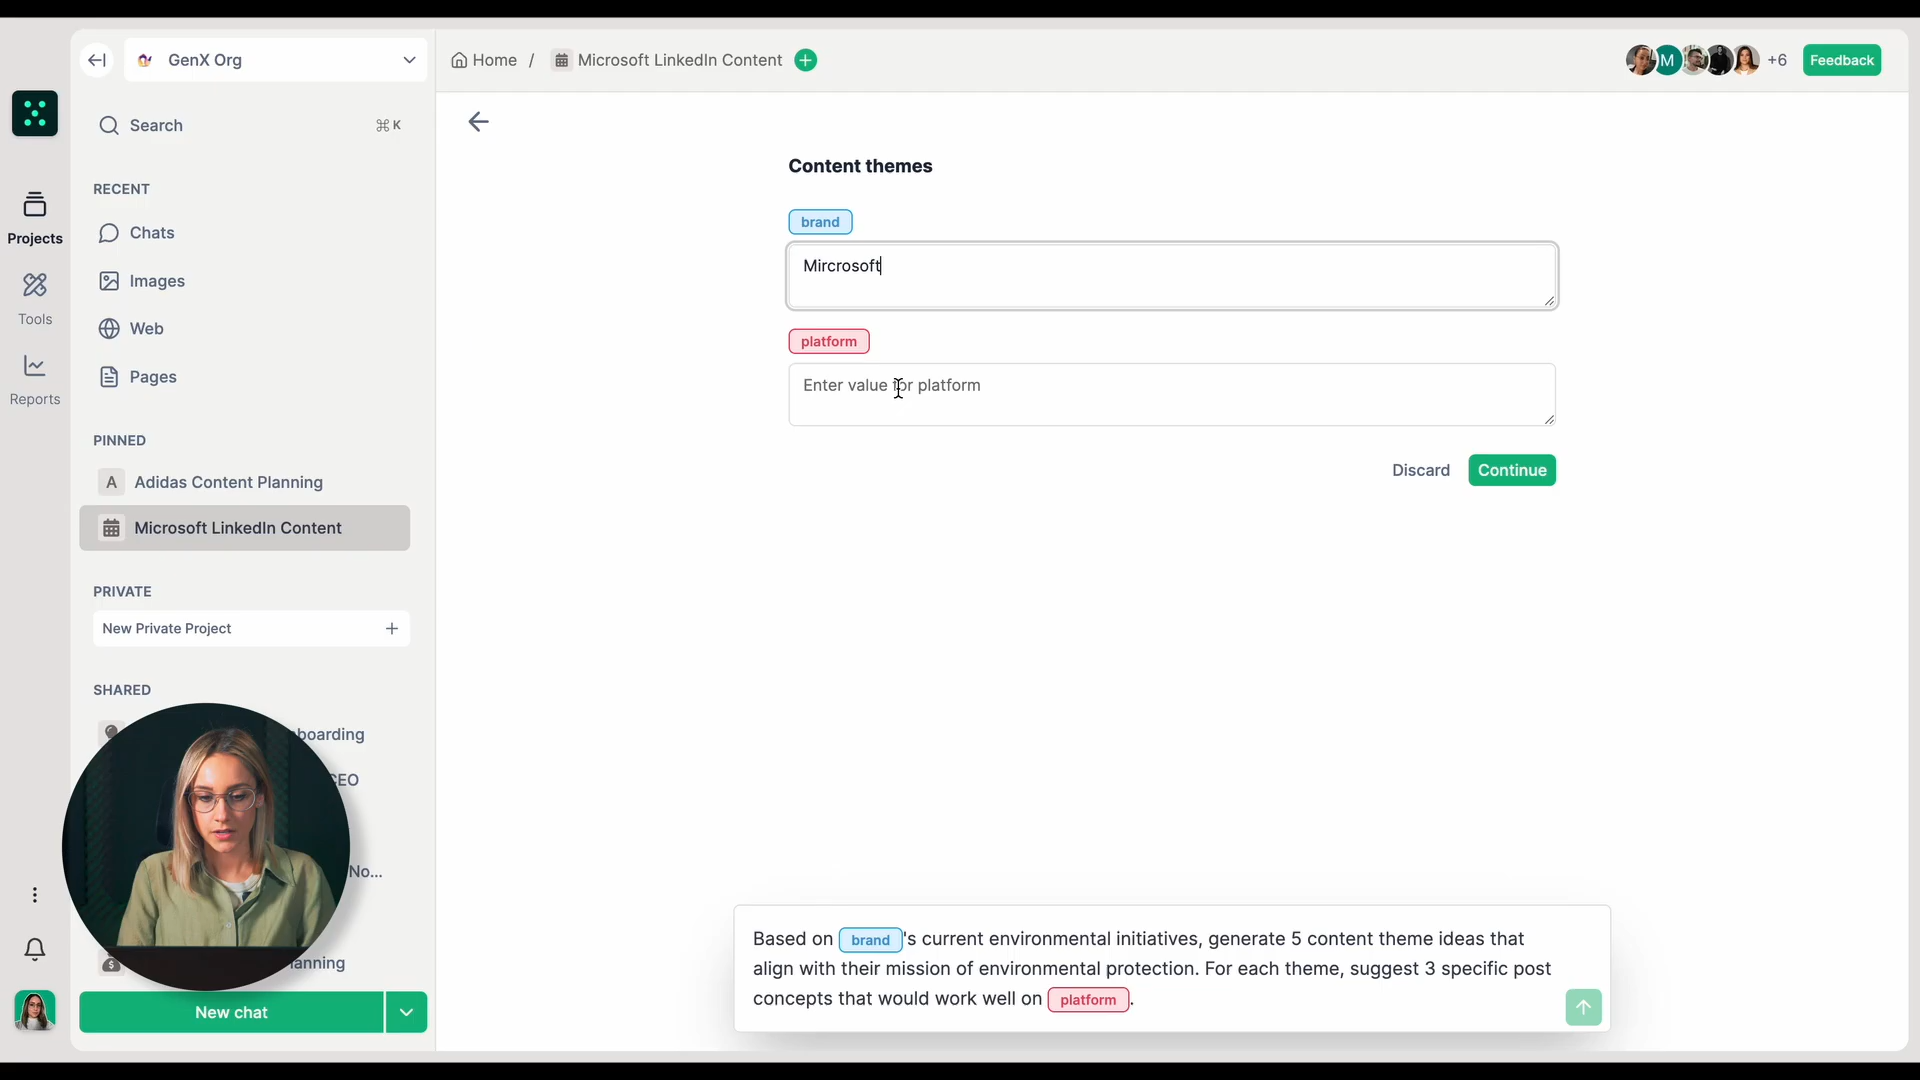 GenX Org
Home / Microsoft LinkedIn Content
M
+6
Feedback
Search
⌘ K
Projects
Tools
Reports
RECENT
Chats
Images
Web
Pages
PINNED
A Adidas Content Planning
Microsoft LinkedIn Content
PRIVATE
New Private Project +
SHARED
boarding
CEO
No...
anning
New chat
Content themes
brand
Mircrosoft
platform
Enter value for platform
Discard
Continue
Based on brand's current environmental initiatives, generate 5 content theme ideas that
align with their mission of environmental protection. For each theme, suggest 3 specific post
concepts that would work well on platform.